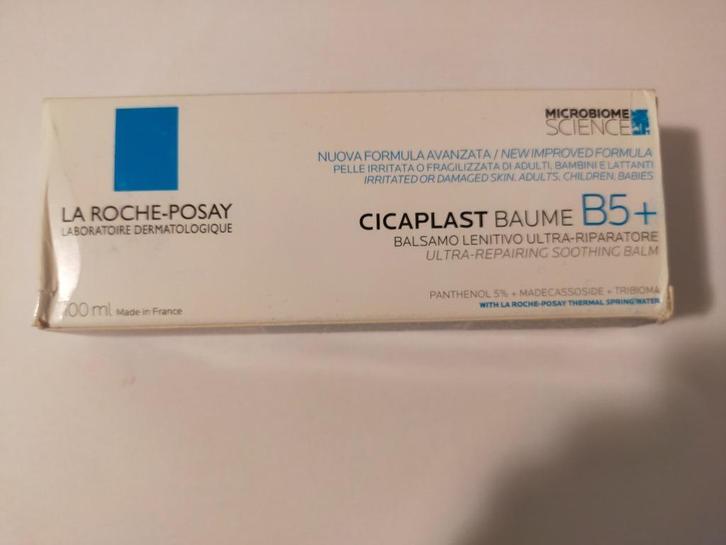 MICROBIOME
SCIENCE
NUOVA FORMULA AVANZATA / NEW IMPROVED FORMULA
PELLE IRRITATA O FRAGILIZZATA DI ADULTI, BAMBINI E LATTANTI
IRRITATED OR DAMAGED SKIN. ADULTS, CHILDREN, BABIES
LA ROCHE-POSAY
LABORATOIRE DERMATOLOGIQUE
CICAPLAST BAUME B5+
BALSAMO LENITIVO ULTRA-RIPARATORE
ULTRA-REPAIRING SOOTHING BALM
PANTHENOL 5% + MADECASSOSIDE + TRIBIOMA
WITH LA ROCHE-POSAY THERMAL SPRING WATER
100 ml Made in France